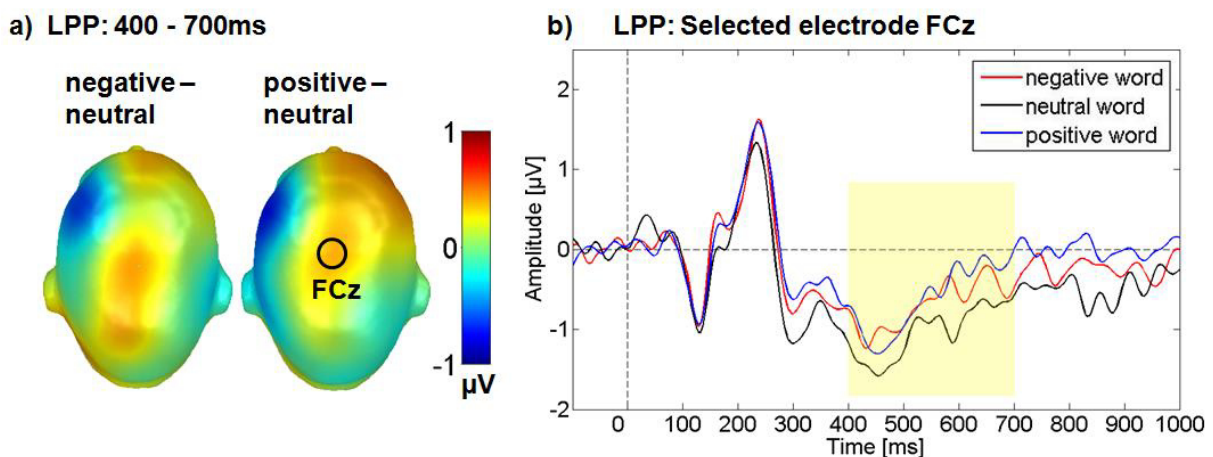 a) LPP: 400 - 700ms
negative –
neutral
positive –
neutral
FCz
1
0
-1
µV
b) LPP: Selected electrode FCz
negative word
neutral word
positive word
Amplitude [µV]
2
1
0
-1
-2
0 100 200 300 400 500 600 700 800 900 1000
Time [ms]